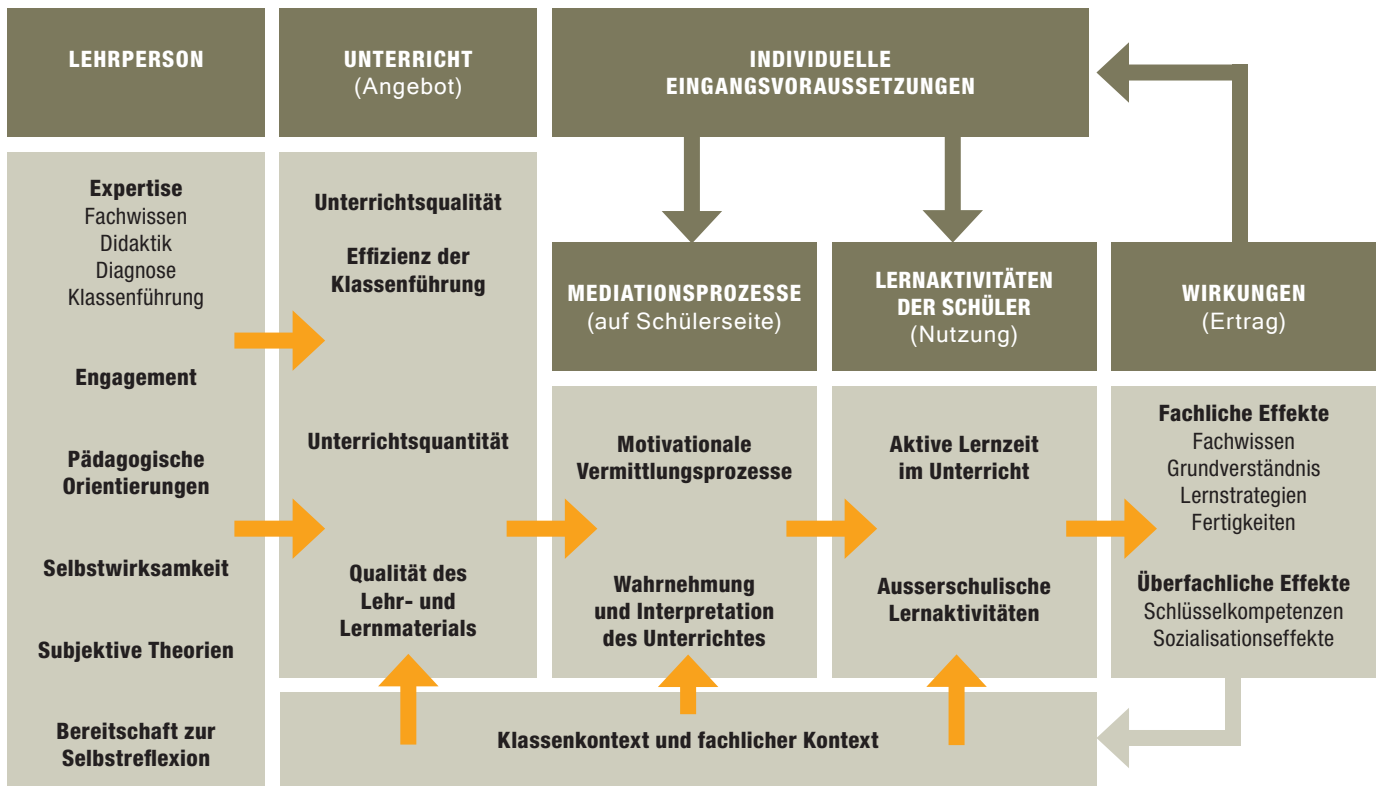 LEHRPERSON
UNTERRICHT
(Angebot)
INDIVIDUELLE
EINGANGSVORAUSSETZUNGEN
Expertise
Fachwissen
Didaktik
Diagnose
Klassenführung
Engagement
Pädagogische
Orientierungen
Selbstwirksamkeit
Subjektive Theorien
Bereitschaft zur
Selbstreflexion
Unterrichtsqualität
Effizienz der
Klassenführung
Unterrichtsquantität
Qualität des
Lehr- und
Lernmaterials
MEDIATIONSPROZESSE
(auf Schülerseite)
Motivationale
Vermittlungsprozesse
Wahrnehmung
und Interpretation
des Unterrichtes
LERNAKTIVITÄTEN
DER SCHÜLER
(Nutzung)
Aktive Lernzeit
im Unterricht
Ausserschulische
Lernaktivitäten
WIRKUNGEN
(Ertrag)
Fachliche Effekte
Fachwissen
Grundverständnis
Lernstrategien
Fertigkeiten
Überfachliche Effekte
Schlüsselkompetenzen
Sozialisationseffekte
Klassenkontext und fachlicher Kontext